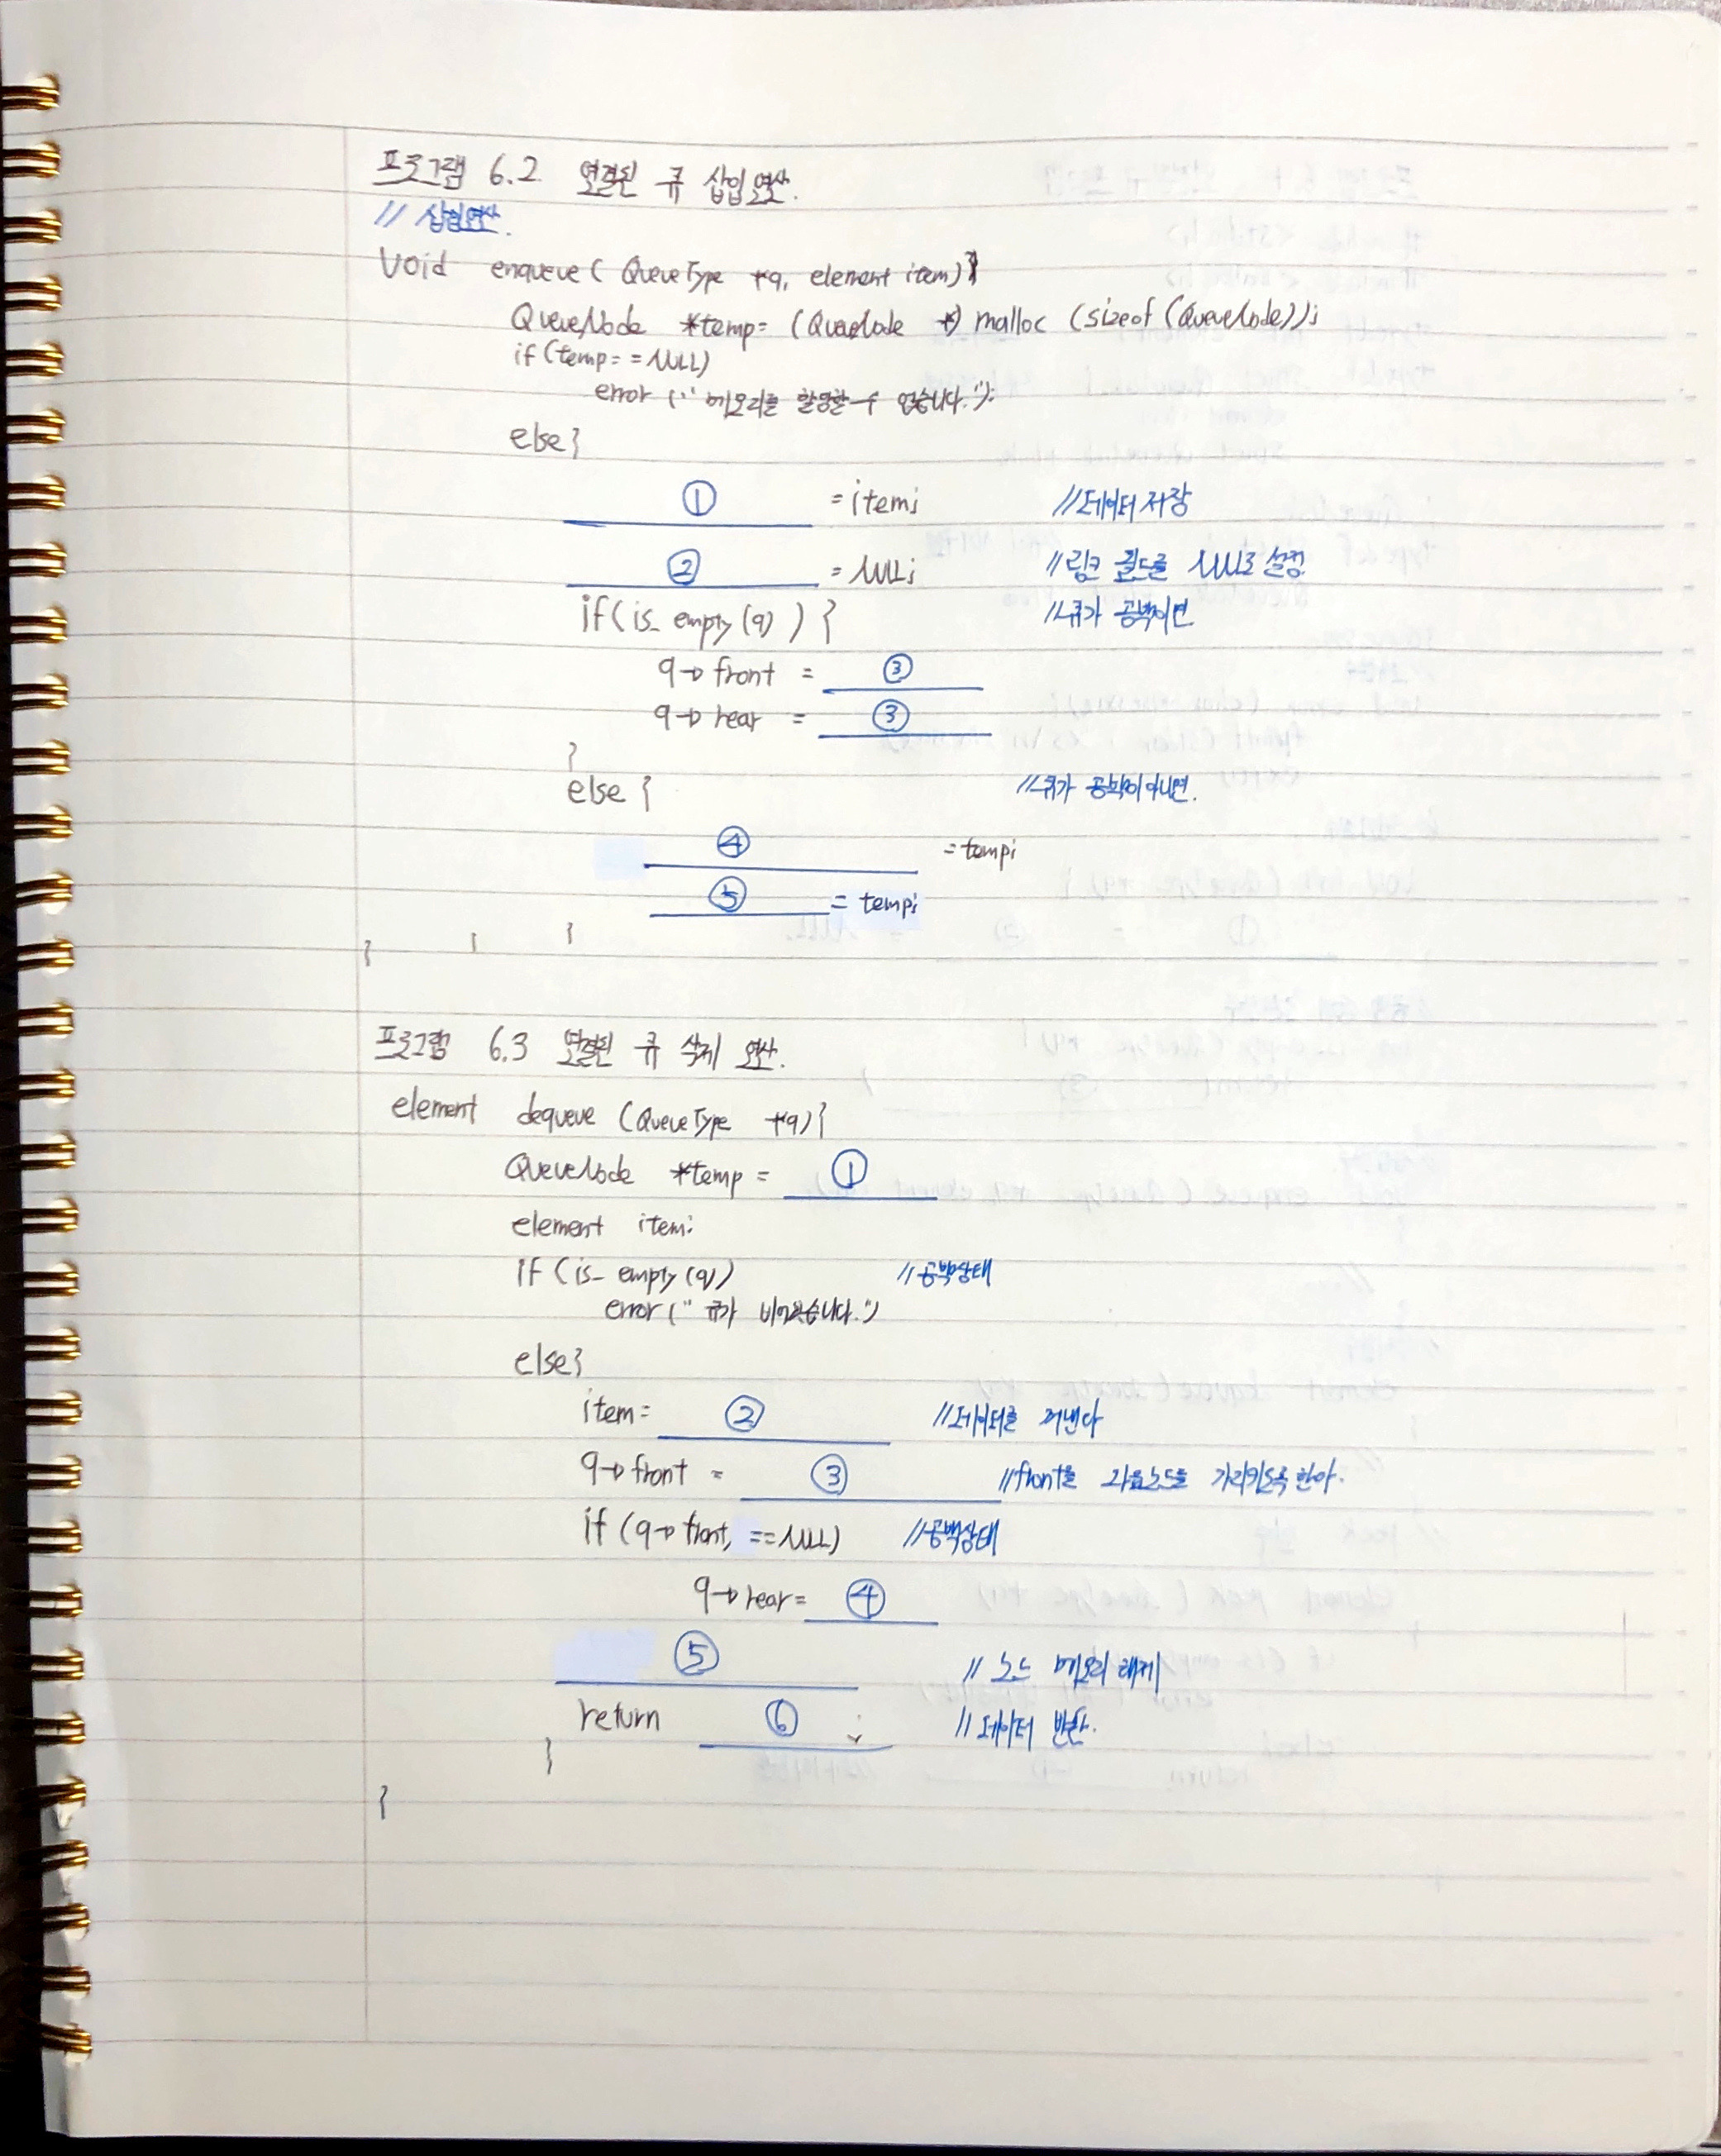 프로그램 6.2 연결된 큐 삽입 연산.
// 삽입연산.
void enqueue( QueueType *q, element item){
QueueNode *temp= (QueueNode *) malloc (sizeof(QueueNode));
if(temp==NULL)
error ("메모리를 할당할 수 없습니다.");
else{
① =item; //데이터 저장
② =NULL; //링크 필드를 NULL로 설정
if(is_empty(q)){ //큐가 공백이면
q→front = ③
q→rear = ③
}
else { //큐가 공백이 아니면.
④ =temp;
⑤ =temp;
} } }
프로그램 6.3 연결된 큐 삭제 연산.
element dequeue (QueueType *q){
QueueNode *temp = ①
element item;
if (is_empty(q)) //공백상태
error("큐가 비어있습니다.")
else{
item= ② //데이터를 꺼낸다
q→front = ③ //front을 다음노드를 가리키도록 한다.
if (q→front, ==NULL) //공백상태
q→rear= ④
⑤ // 노드 메모리 해제
return ⑥ ; // 데이터 반환.
}
}